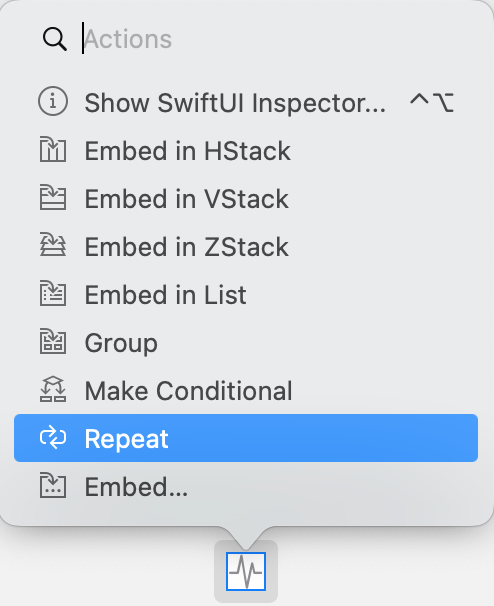 Actions
Show SwiftUI Inspector... ^⌥
Embed in HStack
Embed in VStack
Embed in ZStack
Embed in List
Group
Make Conditional
Repeat
Embed...